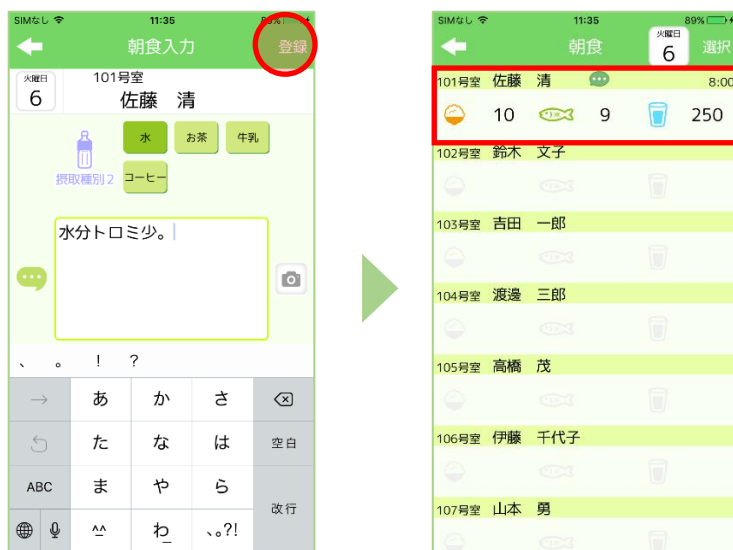 SIMなし 11:35
朝食入力 登録
火曜日
6
101号室
佐藤 清
水 お茶 牛乳
摂取種別2 コーヒー
水分トロミ少。
、 。 ! ?
→ あ か さ
た な は 空白
ABC ま や ら
改行
^^ わ_ 、。?!
SIMなし 11:35 89%
朝食 火曜日 6 選択
101号室 佐藤 清 8:00
10 9 250
102号室 鈴木 文子
103号室 吉田 一郎
104号室 渡邊 三郎
105号室 高橋 茂
106号室 伊藤 千代子
107号室 山本 勇